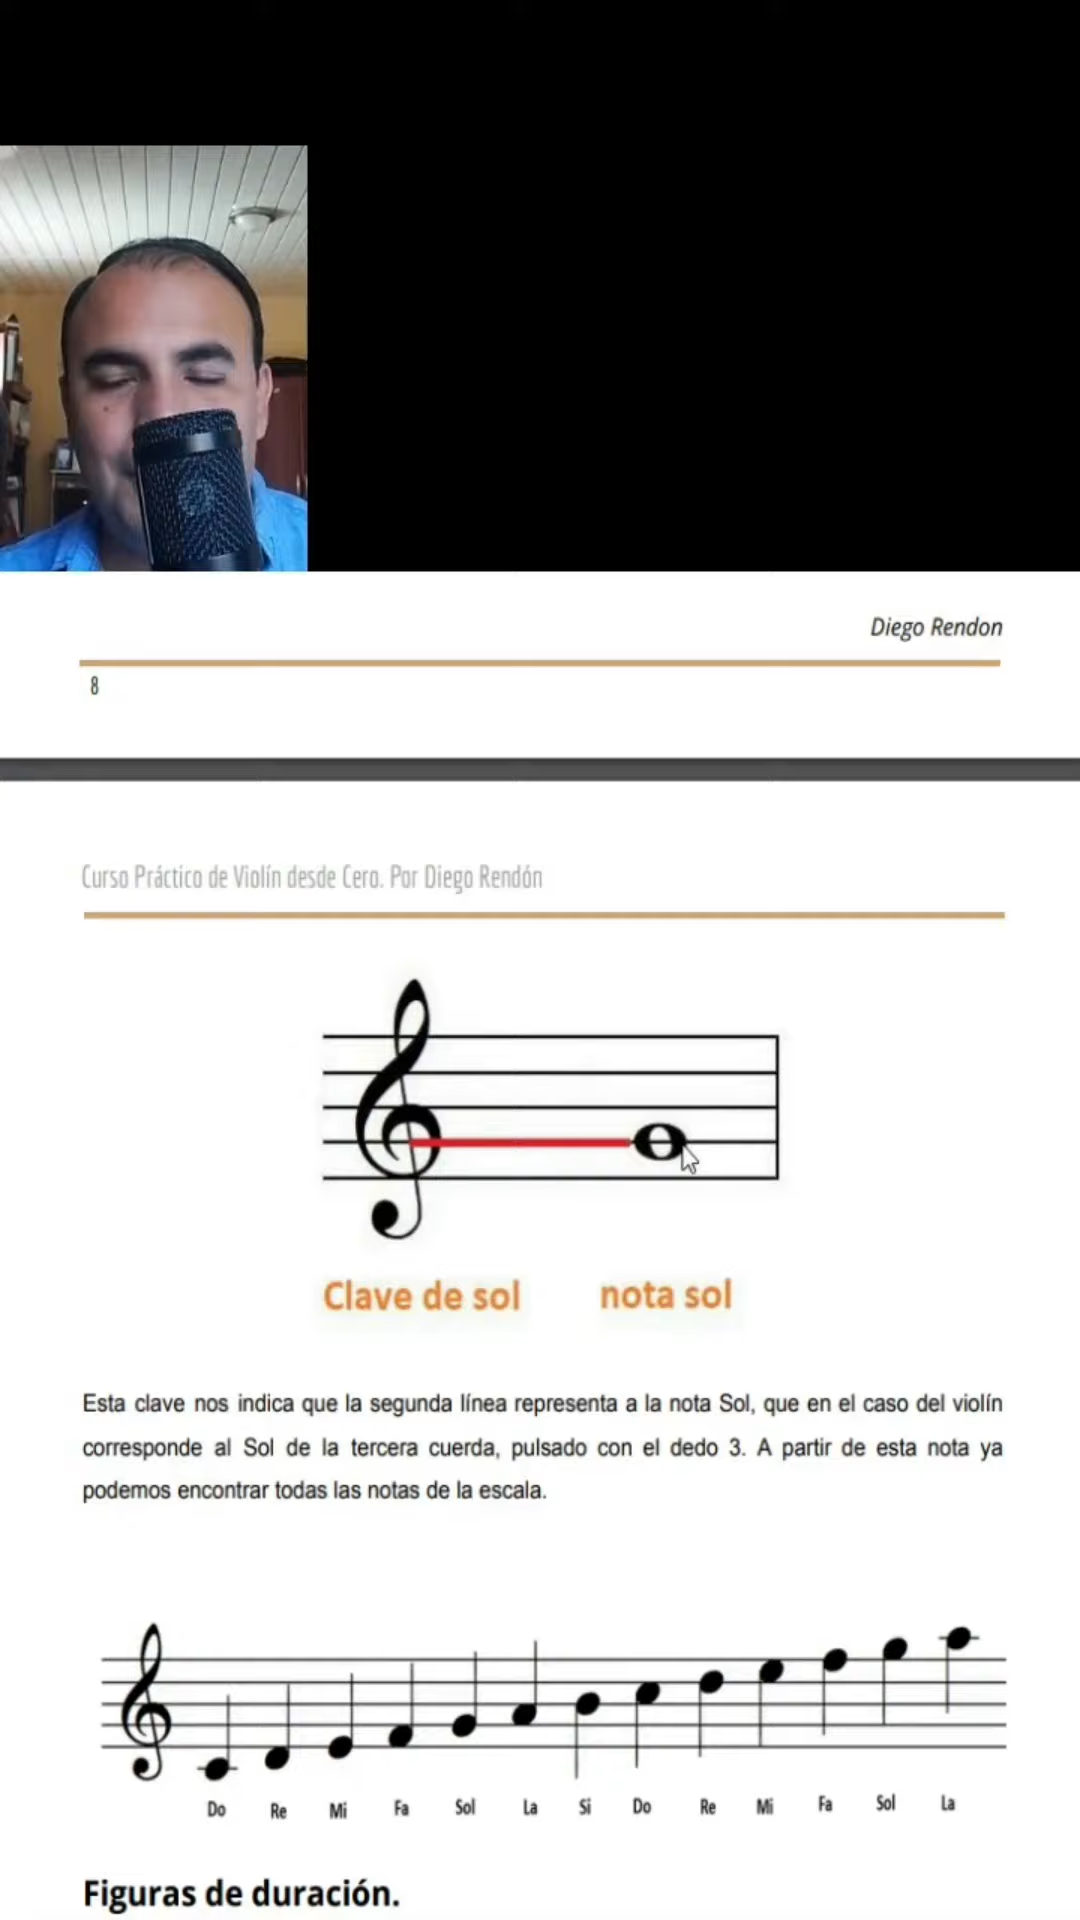 Diego Rendon
8
Curso Práctico de Violín desde Cero. Por Diego Rendón
Clave de sol nota sol
Esta clave nos indica que la segunda línea representa a la nota Sol, que en el caso del violín
corresponde al Sol de la tercera cuerda, pulsado con el dedo 3. A partir de esta nota ya
podemos encontrar todas las notas de la escala.
Do Re Mi Fa Sol La Si Do Re Mi Fa Sol La
Figuras de duración.